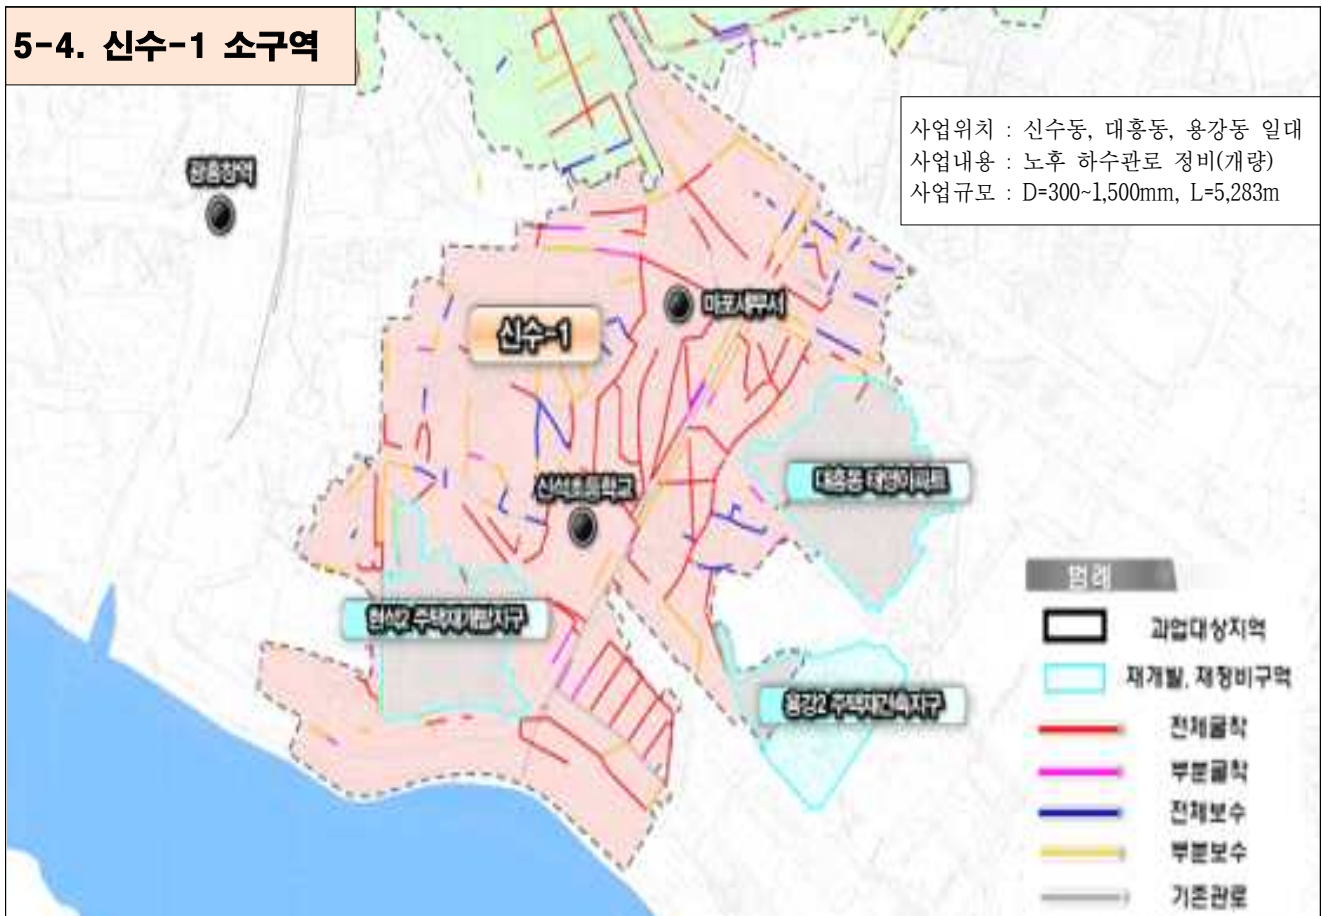 5-4. 신수-1 소구역
사업위치 : 신수동, 대흥동, 용강동 일대
사업내용 : 노후 하수관로 정비(개량)
사업규모 : D=300~1,500mm, L=5,283m
광흥창역
마포세무서
신수-1
대흥동 태영아파트
신석초등학교
현석2 주택재개발지구
용강2 주택재건축지구
범례
과업대상지역
재개발, 재정비구역
전체굴착
부분굴착
전체보수
부분보수
기존관로